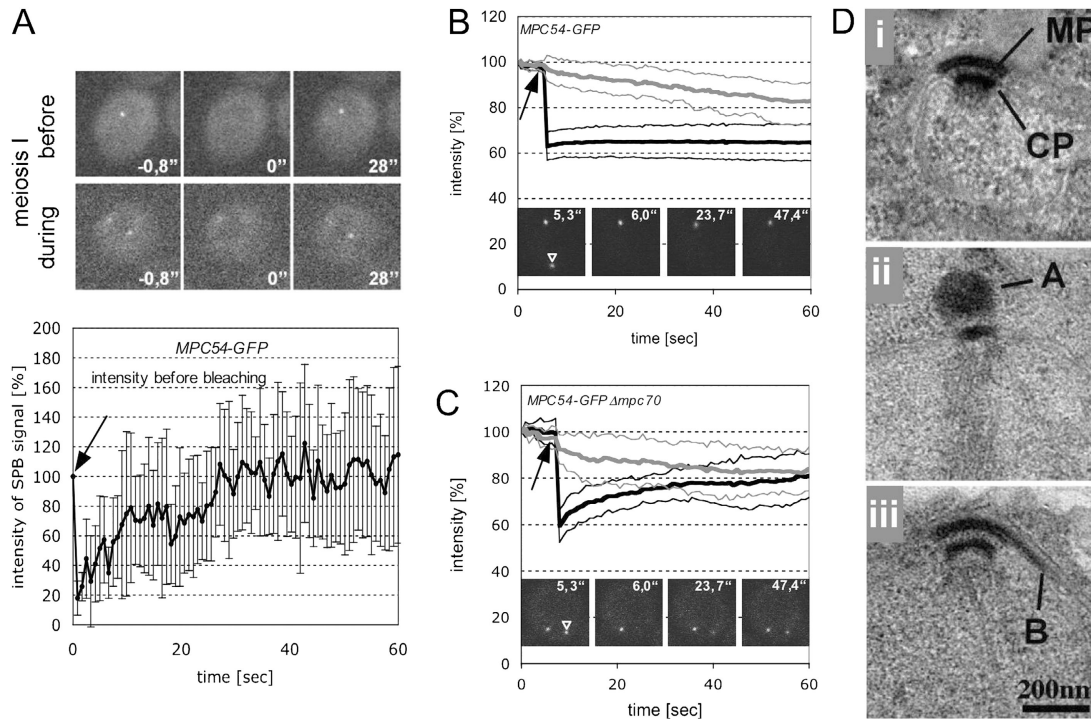 A
meiosis I
before
during
-0,8” 0” 28”
-0,8” 0” 28”
MPC54-GFP
intensity before bleaching
intensity of SPB signal [%]
200
180
160
140
120
100
80
60
40
20
0
0 20 40 60
time [sec]
B
MPC54-GFP
intensity [%]
120
100
80
60
40
20
0
5,3“ 6,0“ 23,7“ 47,4“
0 20 40 60
time [sec]
C
MPC54-GFP Δmpc70
intensity [%]
120
100
80
60
40
20
0
5,3“ 6,0“ 23,7“ 47,4“
0 20 40 60
time [sec]
D
i
MP
CP
ii
A
iii
B
200nm